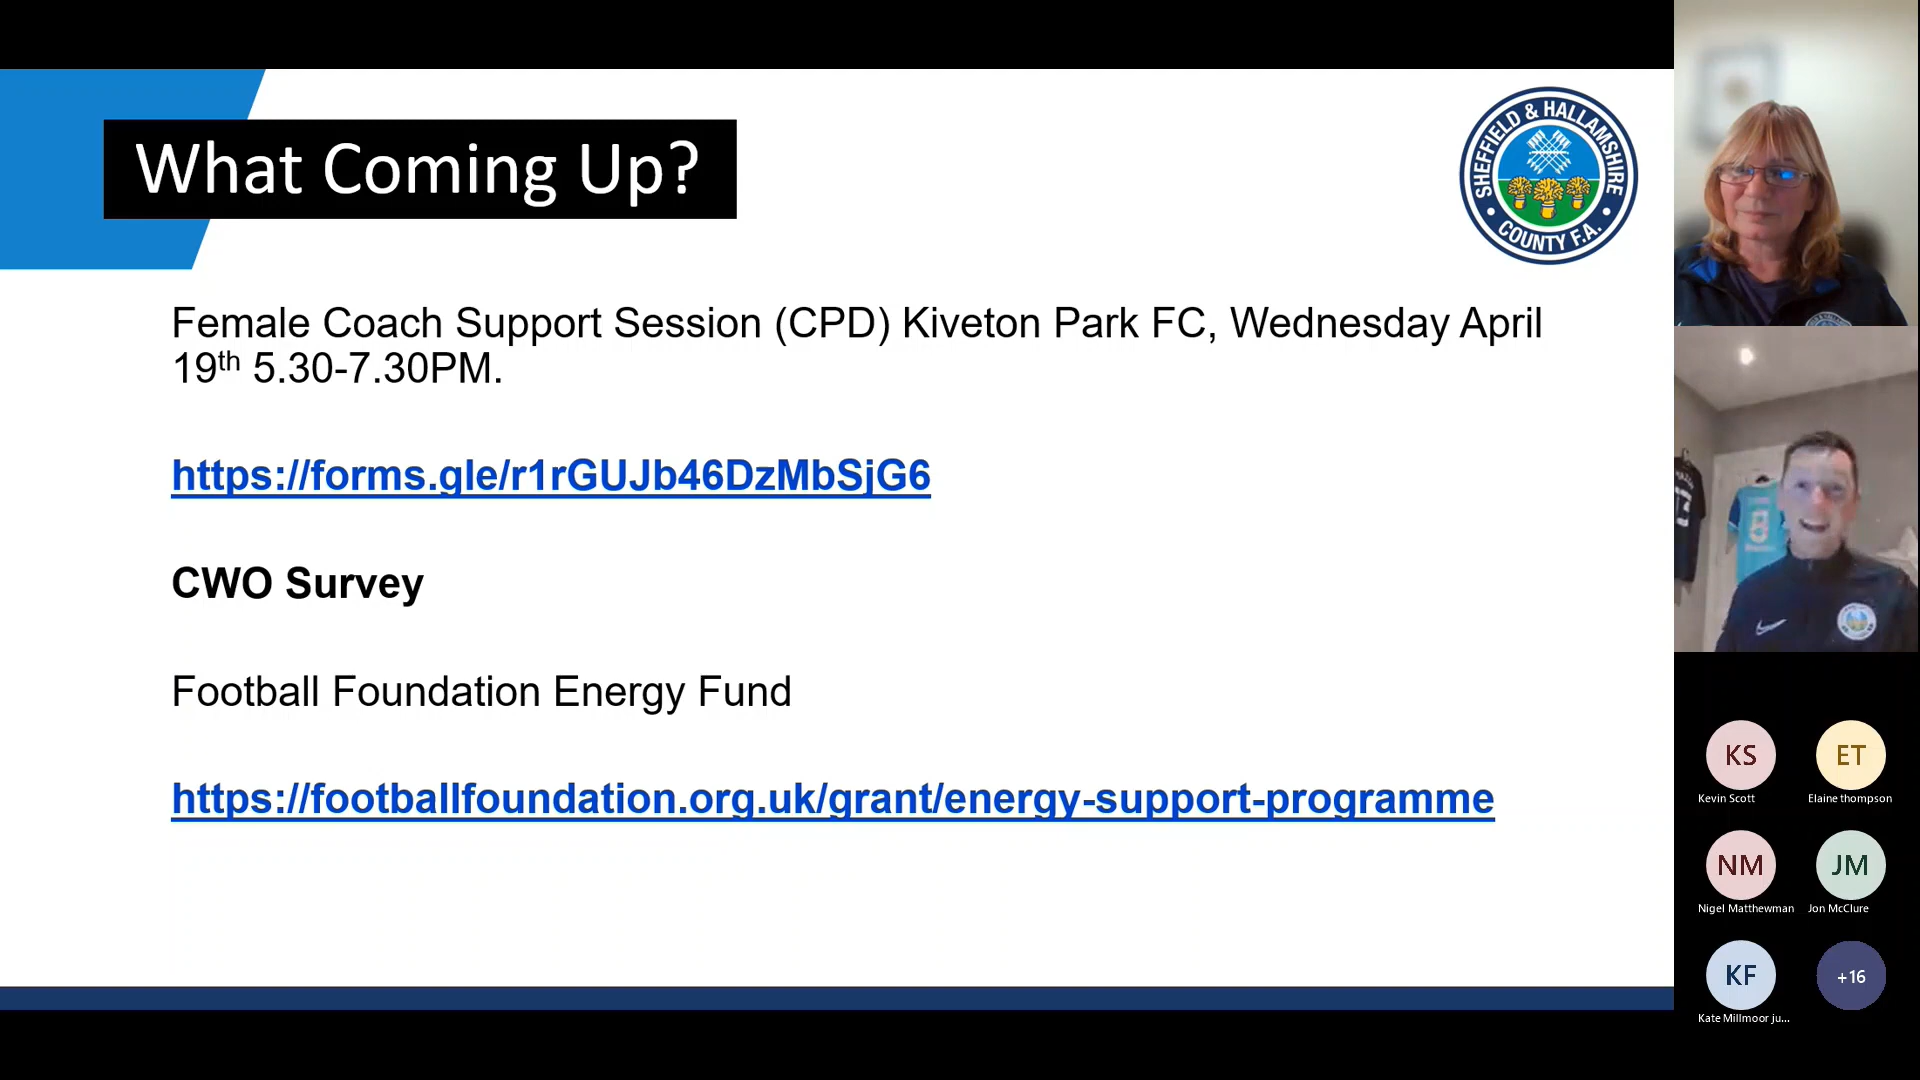 What Coming Up?
SHEFFIELD & HALLAMSHIRE
COUNTY F.A.
Female Coach Support Session (CPD) Kiveton Park FC, Wednesday April
19th 5.30-7.30PM.
https://forms.gle/r1rGUJb46DzMbSjG6
CWO Survey
Football Foundation Energy Fund
https://footballfoundation.org.uk/grant/energy-support-programme
8
KS
Kevin Scott
ET
Elaine thompson
NM
Nigel Matthewman
JM
Jon McClure
KF
Kate Millmoor ju...
+16